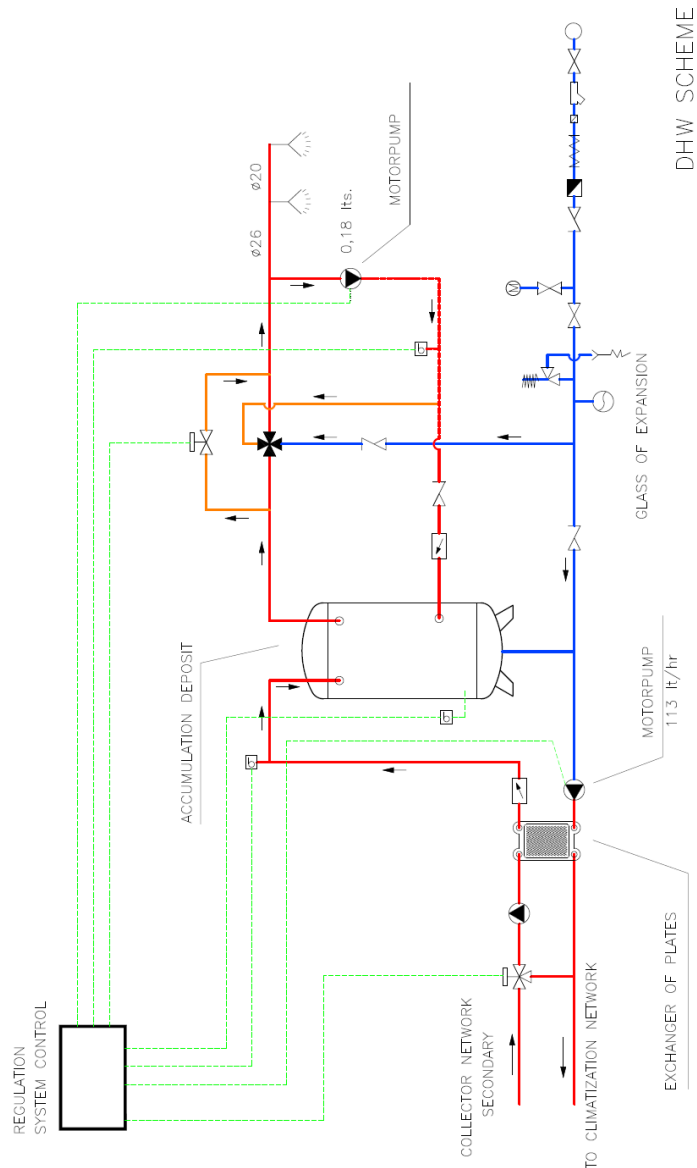 DHW SCHEME
REGULATION
SYSTEM CONTROL
ACCUMULATION DEPOSIT
ø26
ø20
0,18 lts.
MOTORPUMP
M
GLASS OF EXPANSION
MOTORPUMP
113 lt/hr
COLLECTOR NETWORK
SECONDARY
TO CLIMATIZATION NETWORK
EXCHANGER OF PLATES